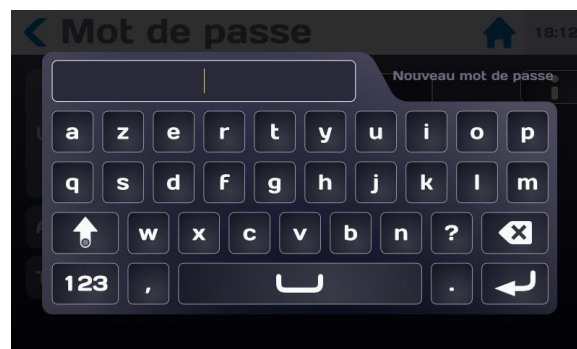 Mot de passe
18:12
Nouveau mot de passe
a z e r t y u i o p
q s d f g h j k l m
w x c v b n ?
123 , .